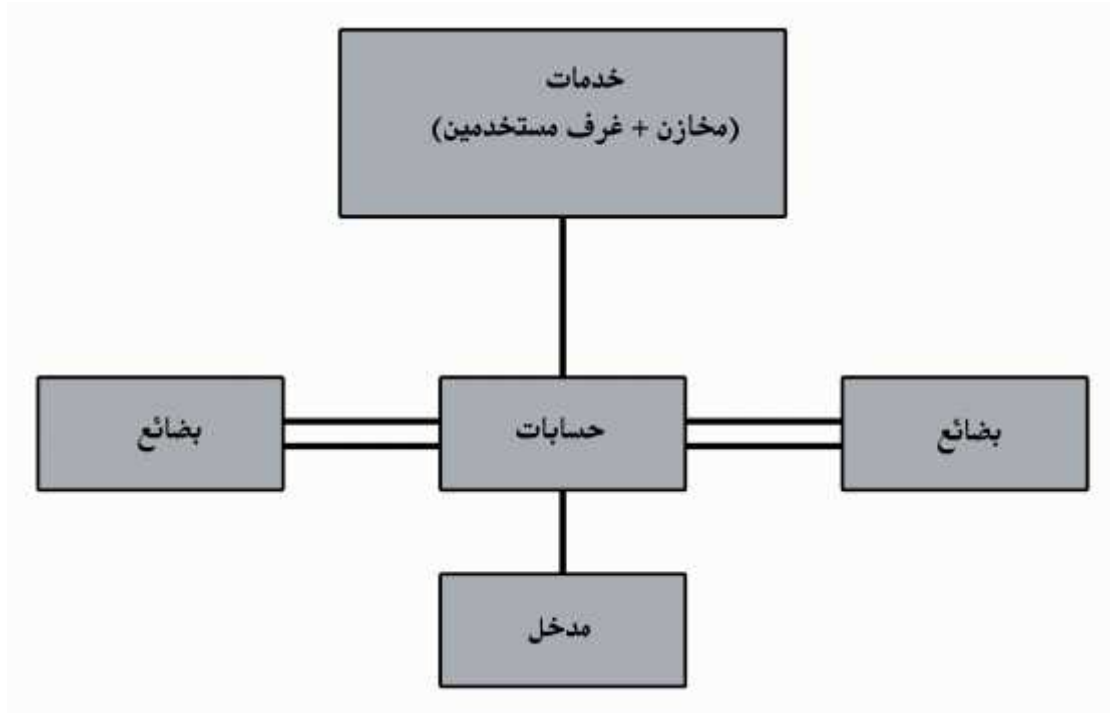 خدمات
(مخازن + غرف مستخدمين)
بضائع
حسابات
بضائع
مدخل